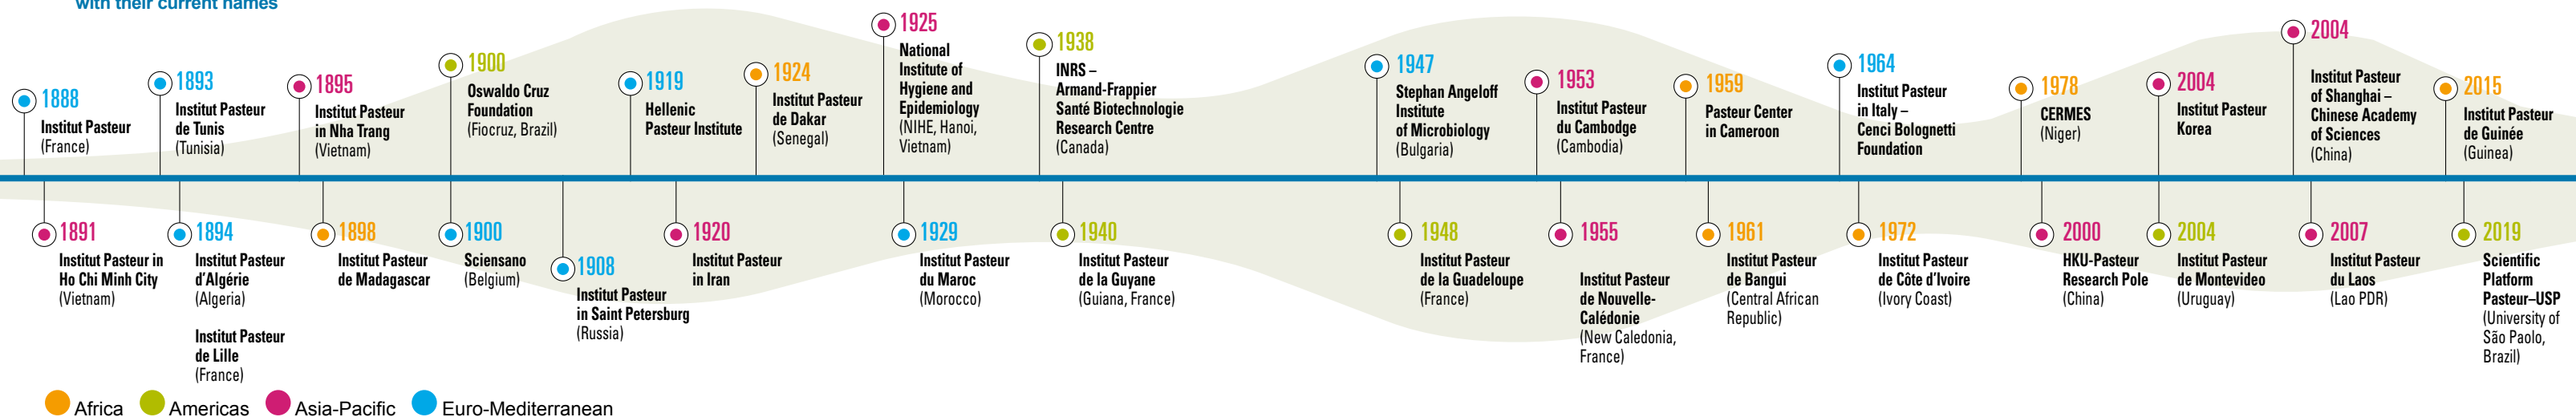 with their current names
1888
Institut Pasteur
(France)
1893
Institut Pasteur
de Tunis
(Tunisia)
1895
Institut Pasteur
in Nha Trang
(Vietnam)
1900
Oswaldo Cruz
Foundation
(Fiocruz, Brazil)
1919
Hellenic
Pasteur Institute
1924
Institut Pasteur
de Dakar
(Senegal)
1925
National
Institute of
Hygiene and
Epidemiology
(NIHE, Hanoi,
Vietnam)
1938
INRS –
Armand-Frappier
Santé Biotechnologie
Research Centre
(Canada)
1947
Stephan Angeloff
Institute
of Microbiology
(Bulgaria)
1953
Institut Pasteur
du Cambodge
(Cambodia)
1959
Pasteur Center
in Cameroon
1964
Institut Pasteur
in Italy –
Cenci Bolognetti
Foundation
1978
CERMES
(Niger)
2004
Institut Pasteur
Korea
2004
Institut Pasteur
of Shanghai –
Chinese Academy
of Sciences
(China)
2015
Institut Pasteur
de Guinée
(Guinea)
1891
Institut Pasteur in
Ho Chi Minh City
(Vietnam)
1894
Institut Pasteur
d'Algérie
(Algeria)
Institut Pasteur
de Lille
(France)
1898
Institut Pasteur
de Madagascar
1900
Sciensano
(Belgium)
1908
Institut Pasteur
in Saint Petersburg
(Russia)
1920
Institut Pasteur
in Iran
1929
Institut Pasteur
du Maroc
(Morocco)
1940
Institut Pasteur
de la Guyane
(Guiana, France)
1948
Institut Pasteur
de la Guadeloupe
(France)
1955
Institut Pasteur
de Nouvelle-
Calédonie
(New Caledonia,
France)
1961
Institut Pasteur
de Bangui
(Central African
Republic)
1972
Institut Pasteur
de Côte d'Ivoire
(Ivory Coast)
2000
HKU-Pasteur
Research Pole
(China)
2004
Institut Pasteur
de Montevideo
(Uruguay)
2007
Institut Pasteur
du Laos
(Lao PDR)
2019
Scientific
Platform
Pasteur–USP
(University of
São Paolo,
Brazil)
Africa
Americas
Asia-Pacific
Euro-Mediterranean